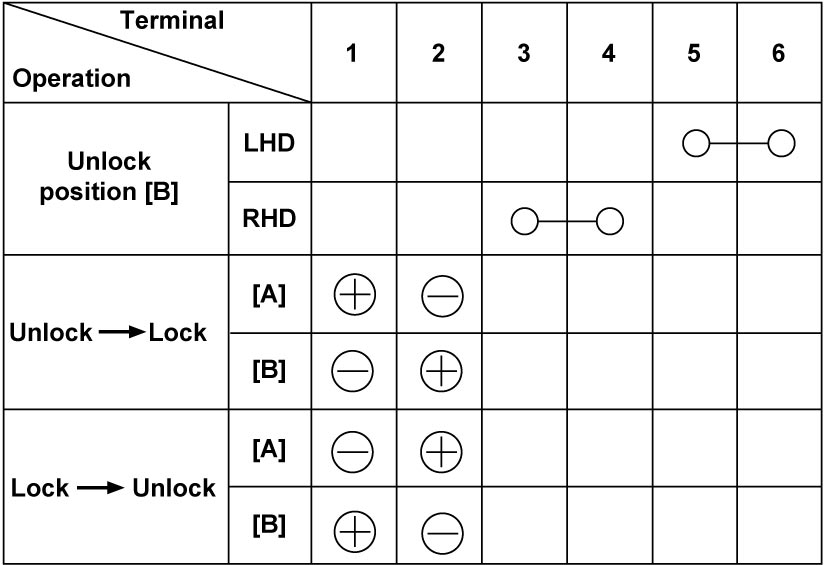 Terminal
Operation
1 2 3 4 5 6
Unlock
position [B]
LHD
RHD
Unlock → Lock
[A] + −
[B] − +
Lock → Unlock
[A] − +
[B] + −